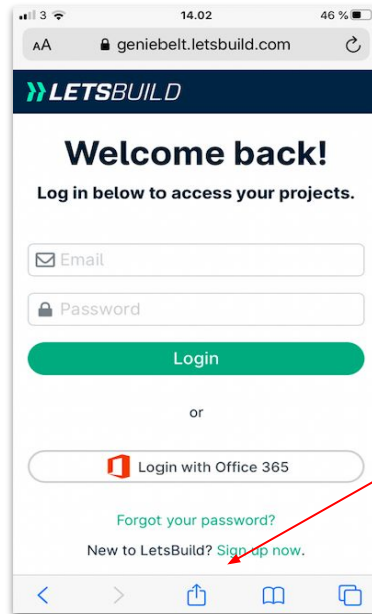 3 14.02 46 %
AA geniebelt.letsbuild.com
LETSBUILD
Welcome back!
Log in below to access your projects.
Email
Password
Login
or
Login with Office 365
Forgot your password?
New to LetsBuild? Sign up now.